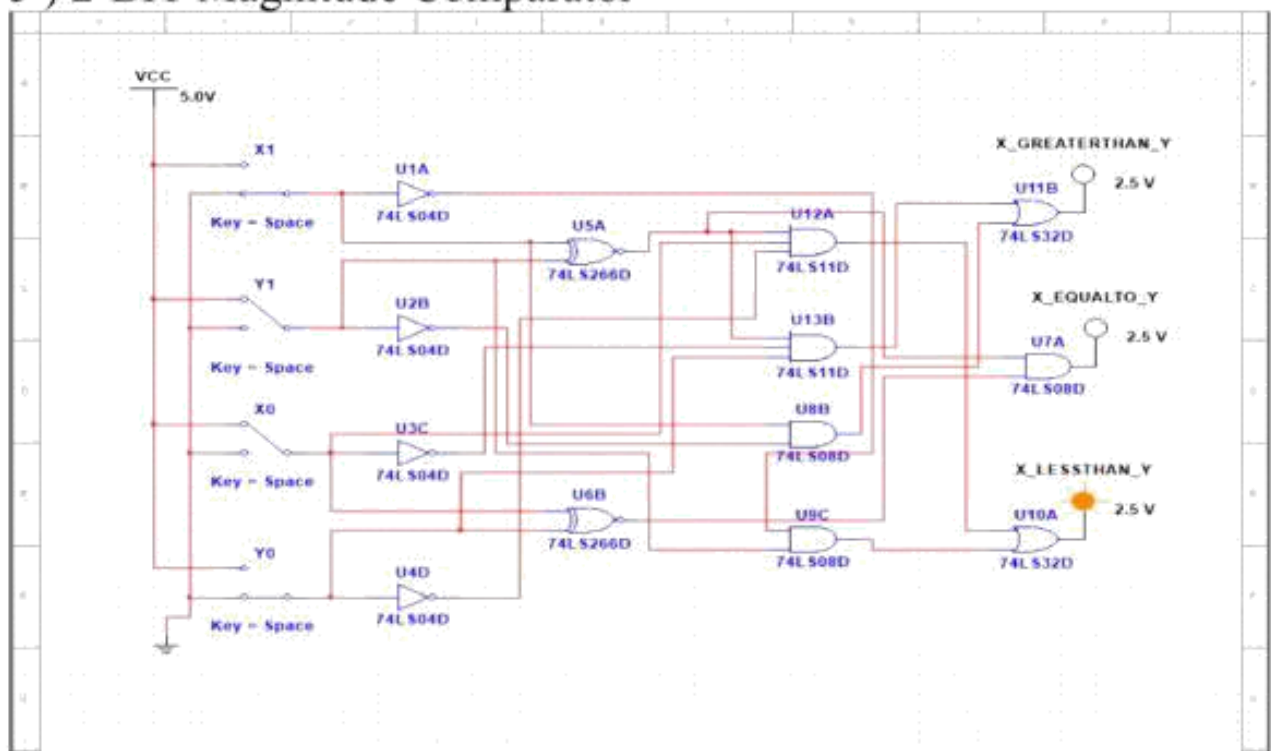 2-BIT Magnitude Comparator
VCC
5.0V
X1
Key = Space
U1A
74LS04D
U5A
74LS266D
U12A
74LS11D
X_GREATERTHAN_Y
U11B
2.5 V
74LS32D
Y1
Key = Space
U2B
74LS04D
U13B
74LS11D
X_EQUALTO_Y
2.5 V
U7A
74LS08D
X0
Key = Space
U3C
74LS04D
U8B
74LS08D
X_LESSTHAN_Y
2.5 V
U6B
74LS266D
U9C
74LS08D
U10A
74LS32D
Y0
Key = Space
U4D
74LS04D